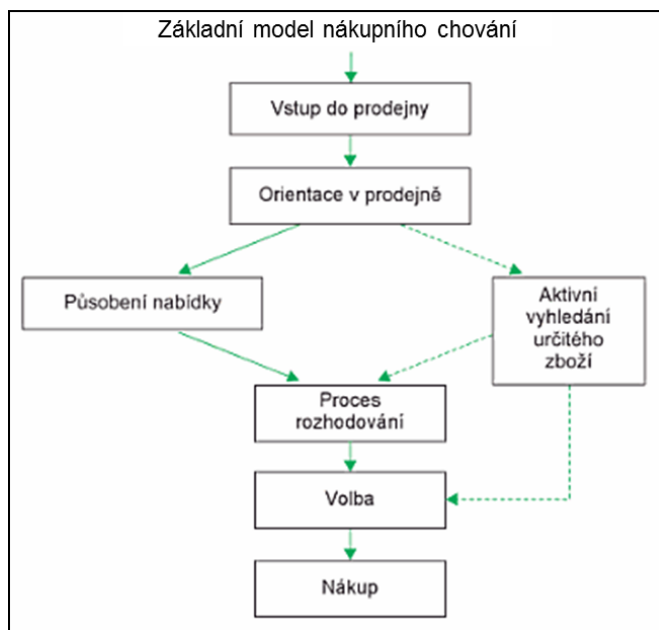 Základní model nákupního chování
Vstup do prodejny
Orientace v prodejně
Působení nabídky
Aktivní
vyhledání
určitého
zboží
Proces
rozhodování
Volba
Nákup